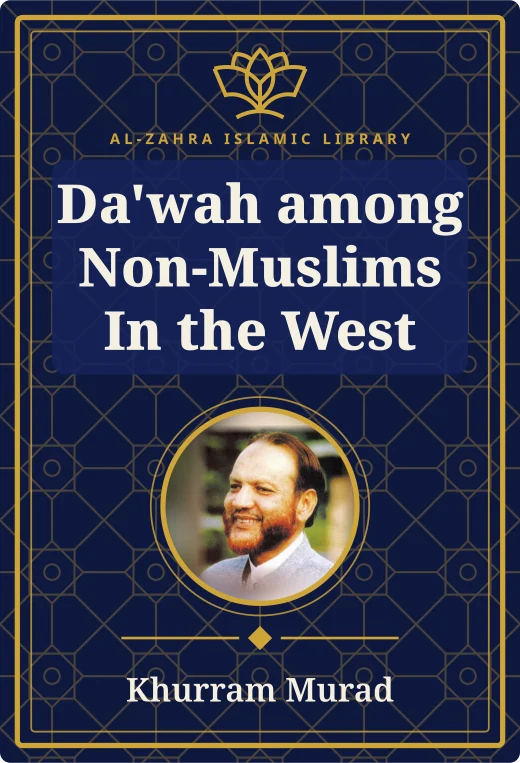 AL-ZAHRA ISLAMIC LIBRARY
Da'wah among
Non-Muslims
In the West
Khurram Murad